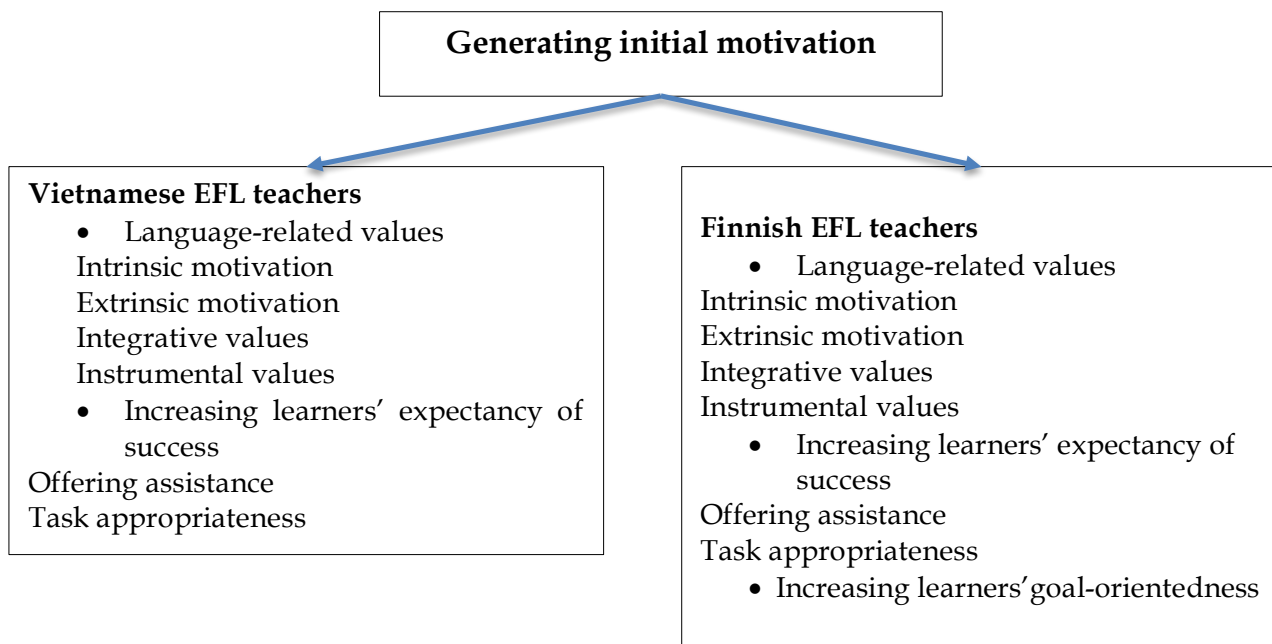 Generating initial motivation
Vietnamese EFL teachers
• Language-related values
Intrinsic motivation
Extrinsic motivation
Integrative values
Instrumental values
• Increasing learners’ expectancy of
success
Offering assistance
Task appropriateness
Finnish EFL teachers
• Language-related values
Intrinsic motivation
Extrinsic motivation
Integrative values
Instrumental values
• Increasing learners’ expectancy of
success
Offering assistance
Task appropriateness
• Increasing learners’goal-orientedness